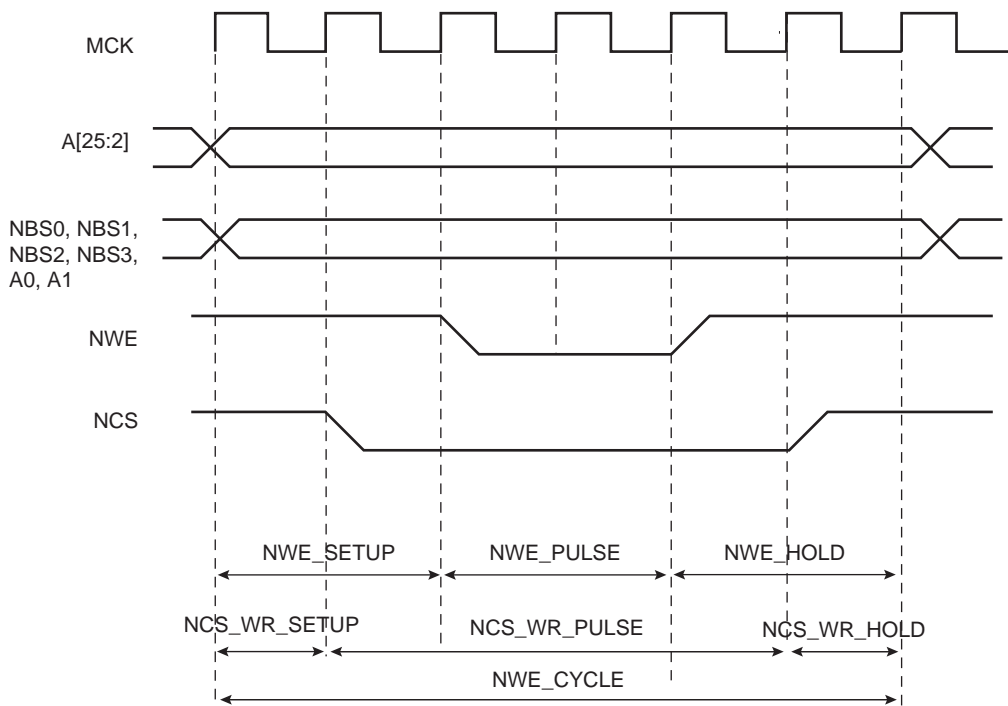 MCK
A[25:2]
NBS0, NBS1,
NBS2, NBS3,
A0, A1
NWE
NCS
NWE_SETUP NWE_PULSE NWE_HOLD
NCS_WR_SETUP NCS_WR_PULSE NCS_WR_HOLD
NWE_CYCLE